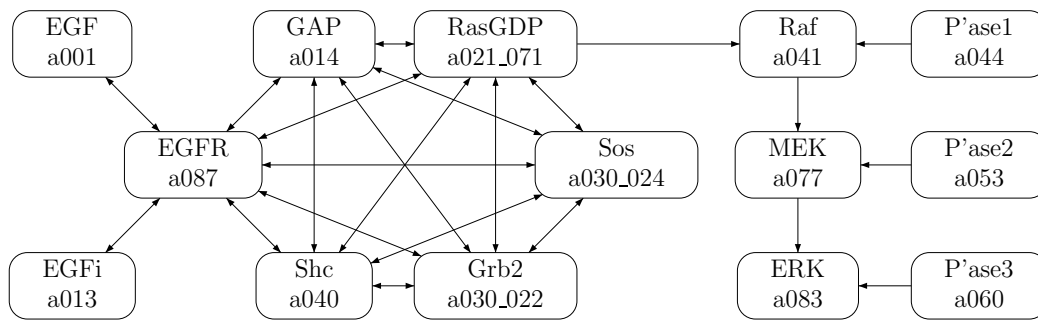 EGF
a001
GAP
a014
RasGDP
a021_071
Raf
a041
P'ase1
a044
EGFR
a087
Sos
a030_024
MEK
a077
P'ase2
a053
EGFi
a013
Shc
a040
Grb2
a030_022
ERK
a083
P'ase3
a060